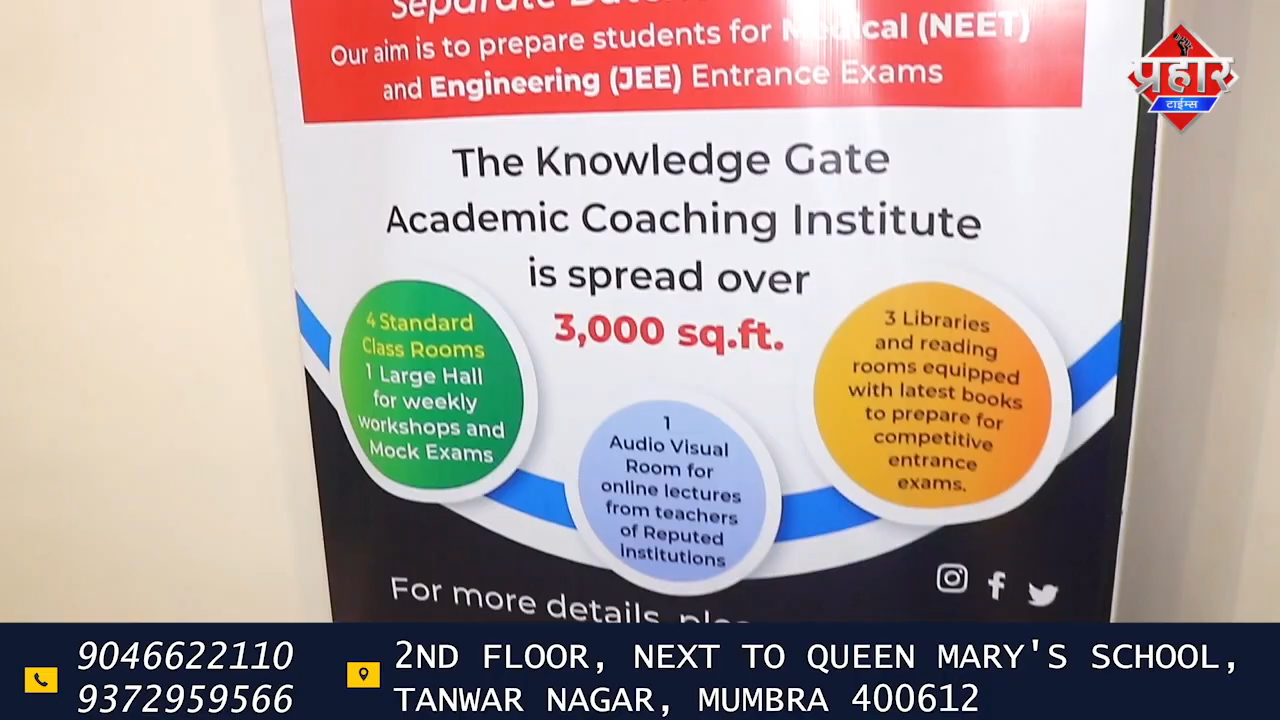 Separate
Our aim is to prepare students for Medical (NEET)
and Engineering (JEE) Entrance Exams
प्रहार
टाईम्स
The Knowledge Gate
Academic Coaching Institute
is spread over
3,000 sq.ft.
4 Standard
Class Rooms
1 Large Hall
for weekly
workshops and
Mock Exams
1
Audio Visual
Room for
online lectures
from teachers
of Reputed
institutions
3 Libraries
and reading
rooms equipped
with latest books
to prepare for
competitive
entrance
exams.
For more details,
9046622110
9372959566
2ND FLOOR, NEXT TO QUEEN MARY'S SCHOOL,
TANWAR NAGAR, MUMBRA 400612